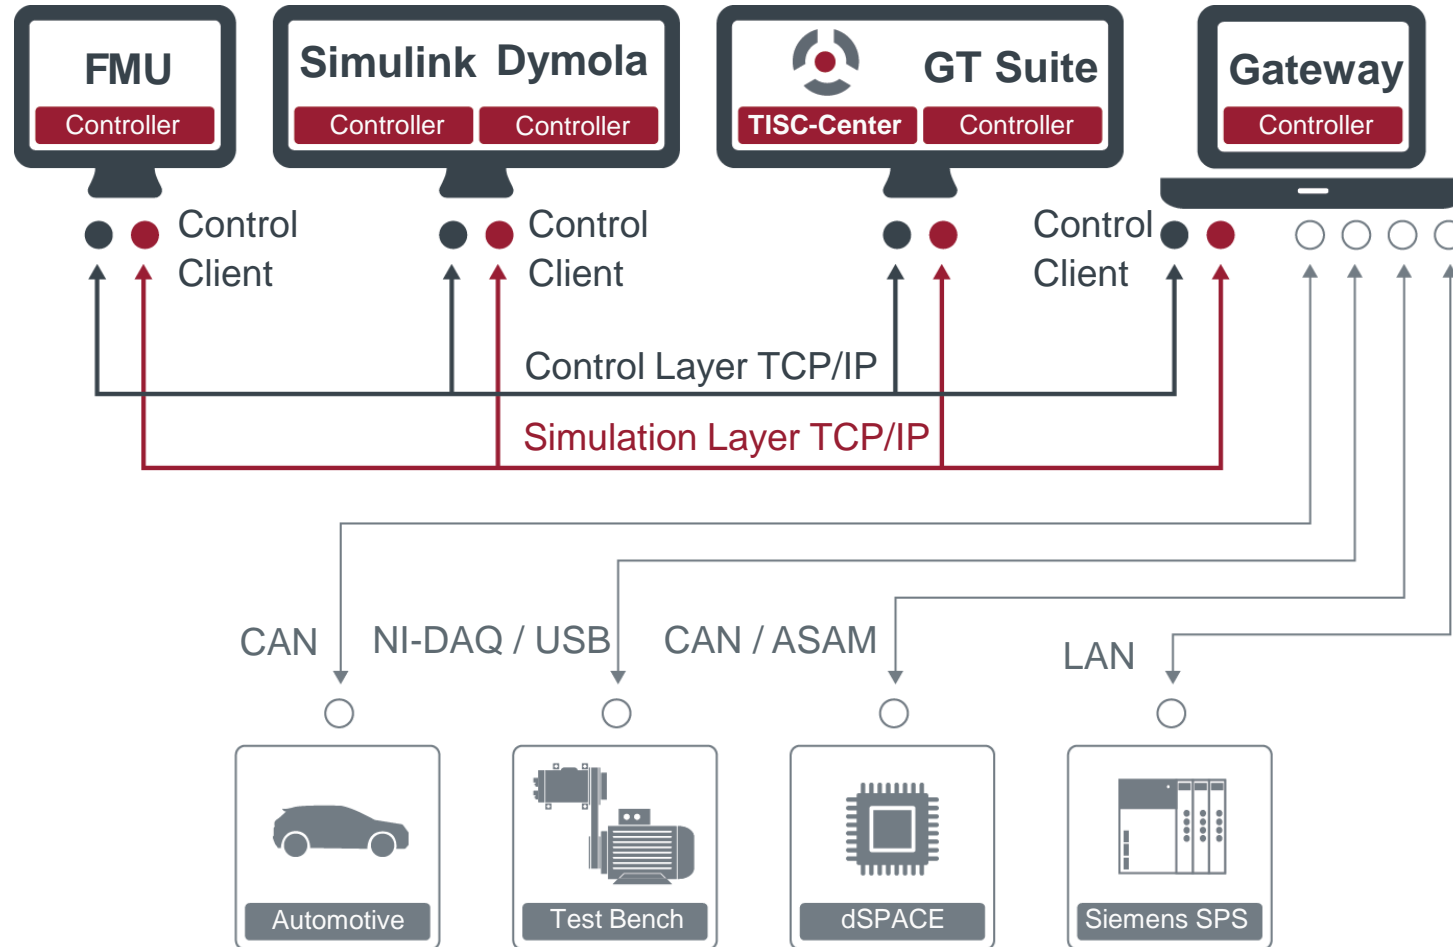 FMU
Controller
Simulink Dymola
Controller
Controller
GT Suite
TISC-Center
Controller
Gateway
Controller
Control
Client
Control
Client
Control
Client
Control Layer TCP/IP
Simulation Layer TCP/IP
CAN
NI-DAQ / USB
CAN / ASAM
LAN
Automotive
Test Bench
dSPACE
Siemens SPS